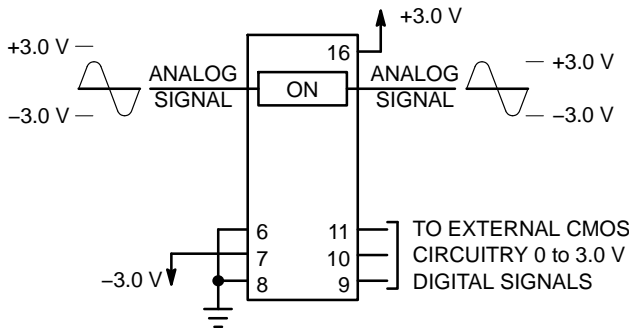 +3.0 V
16
+3.0 V
ANALOG
SIGNAL
ON
ANALOG
SIGNAL
+3.0 V
−3.0 V
−3.0 V
6
11
TO EXTERNAL CMOS
7
10
CIRCUITRY 0 to 3.0 V
−3.0 V
8
9
DIGITAL SIGNALS